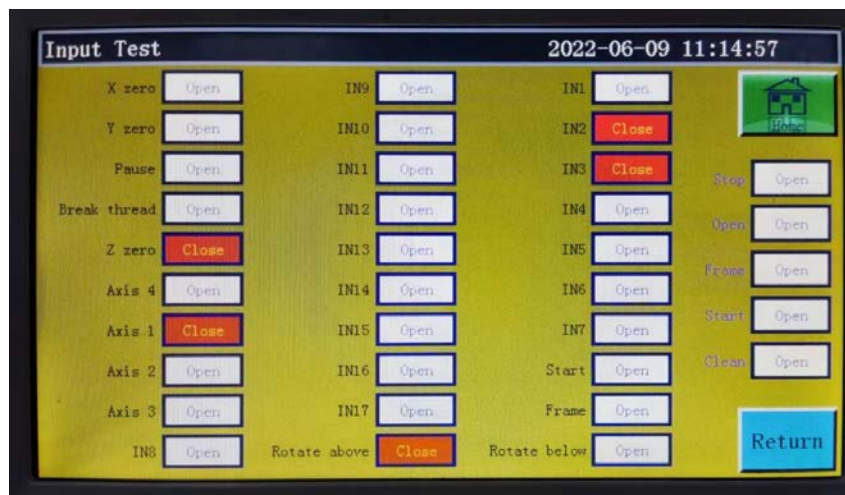 Input Test 2022-06-09 11:14:57
X zero Open IN9 Open IN1 Open Home
Y zero Open IN10 Open IN2 Close
Pause Open IN11 Open IN3 Close Stop Open
Break thread Open IN12 Open IN4 Open Open Open
Z zero Close IN13 Open IN5 Open Frame Open
Axis 4 Open IN14 Open IN6 Open Start Open
Axis 1 Close IN15 Open IN7 Open Clean Open
Axis 2 Open IN16 Open Start Open
Axis 3 Open IN17 Open Frame Open Return
IN8 Open Rotate above Close Rotate below Open